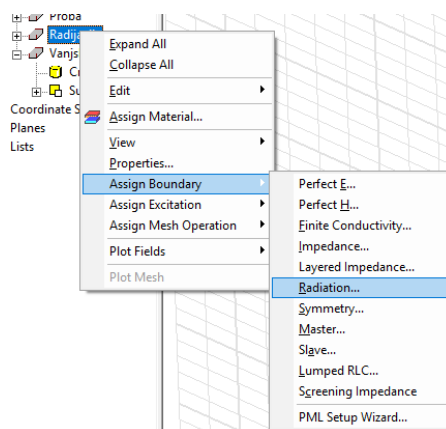 Proba
Expand All
Collapse All
Edit
Coordinate S
Assign Material...
Planes
Lists
View
Properties...
Assign Boundary
Perfect E...
Assign Excitation
Perfect H...
Assign Mesh Operation
Finite Conductivity...
Plot Fields
Impedance...
Layered Impedance...
Plot Mesh
Radiation...
Symmetry...
Master...
Slave...
Lumped RLC...
Screening Impedance
PML Setup Wizard...